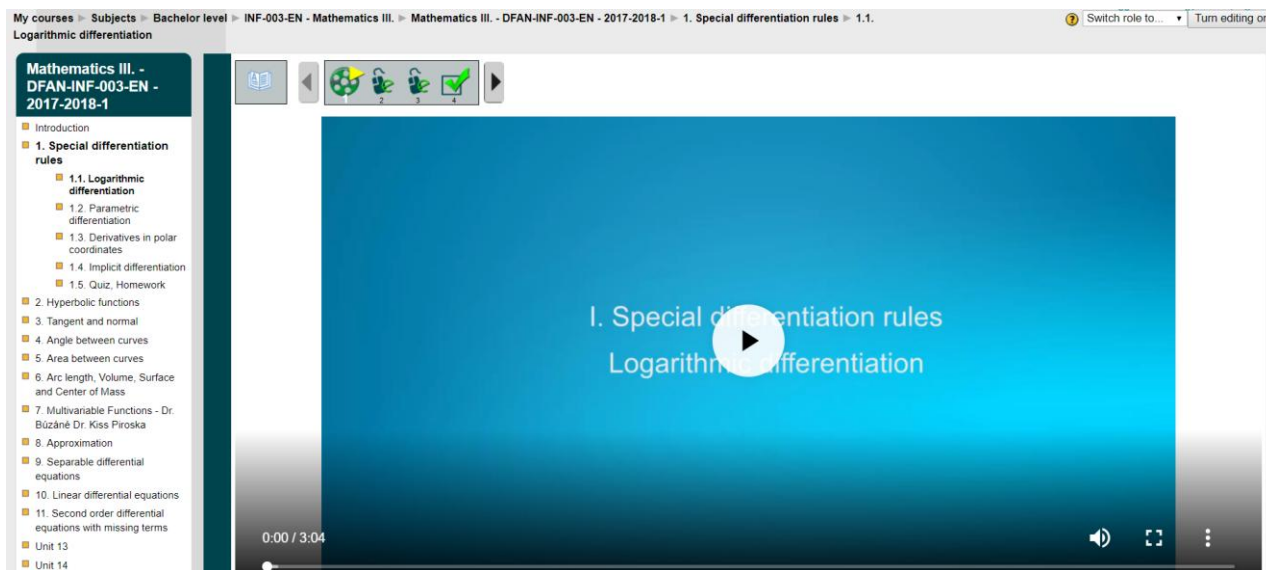 My courses ▶ Subjects ▶ Bachelor level ▶ INF-003-EN - Mathematics III. ▶ Mathematics III. - DFAN-INF-003-EN - 2017-2018-1 ▶ 1. Special differentiation rules ▶ 1.1.
Logarithmic differentiation
Switch role to...
Turn editing on
Mathematics III. -
DFAN-INF-003-EN -
2017-2018-1
Introduction
1. Special differentiation
rules
1.1. Logarithmic
differentiation
1.2. Parametric
differentiation
1.3. Derivatives in polar
coordinates
1.4. Implicit differentiation
1.5. Quiz, Homework
2. Hyperbolic functions
3. Tangent and normal
4. Angle between curves
5. Area between curves
6. Arc length, Volume, Surface
and Center of Mass
7. Multivariable Functions - Dr.
Búzáné Dr. Kiss Piroska
8. Approximation
9. Separable differential
equations
10. Linear differential equations
11. Second order differential
equations with missing terms
Unit 13
Unit 14
1 2 3 4
I. Special differentiation rules
Logarithmic differentiation
0:00 / 3:04